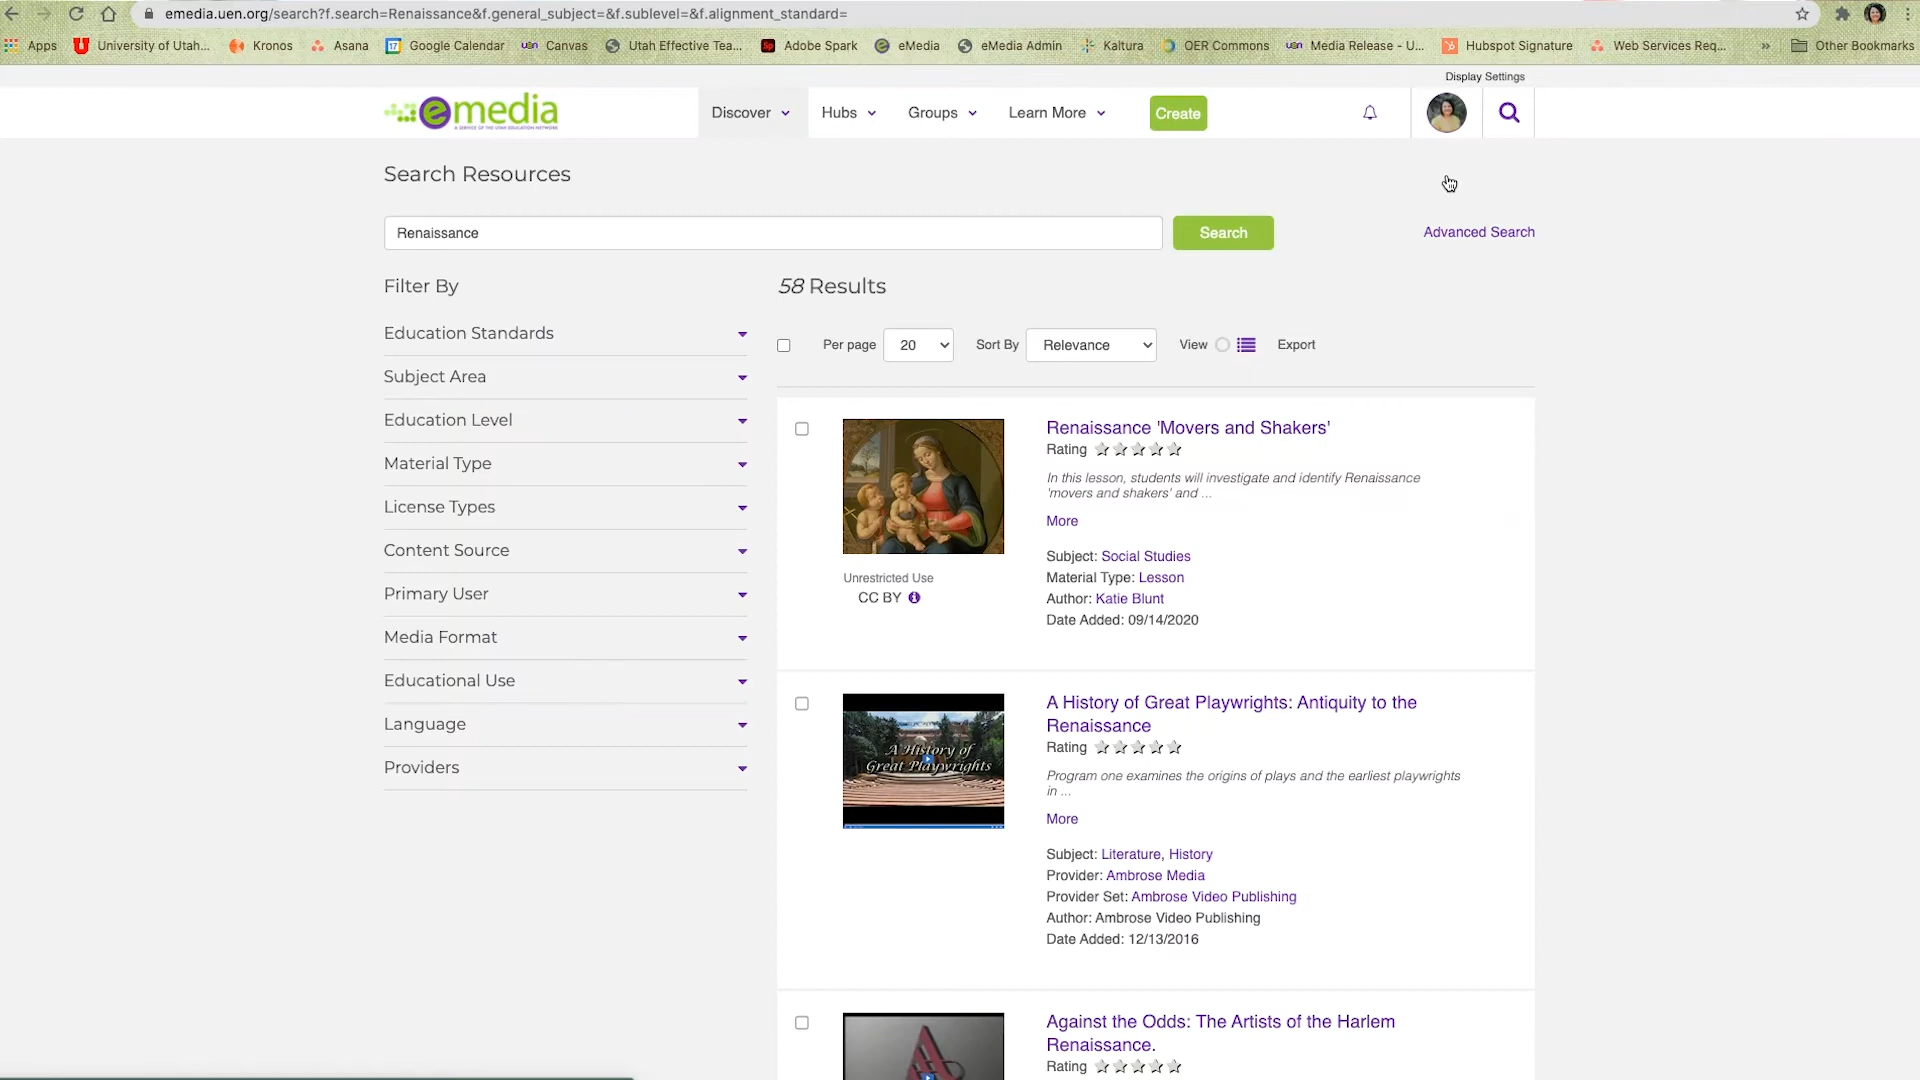 emedia.uen.org/search?f.search=Renaissance&f.general_subject=&f.sublevel=&f.alignment_standard=
Apps University of Utah... Kronos Asana Google Calendar Canvas Utah Effective Tea... Adobe Spark eMedia eMedia Admin Kaltura OER Commons Media Release - U... Hubspot Signature Web Services Req... » Other Bookmarks
Display Settings
emedia
A SERVICE OF THE UTAH EDUCATION NETWORK
Discover Hubs Groups Learn More Create
Search Resources
Renaissance Search Advanced Search
Filter By
Education Standards
Subject Area
Education Level
Material Type
License Types
Content Source
Primary User
Media Format
Educational Use
Language
Providers
58 Results
Per page 20 Sort By Relevance View Export
Renaissance 'Movers and Shakers'
Rating
In this lesson, students will investigate and identify Renaissance
'movers and shakers' and ...
More
Unrestricted Use
CC BY
Subject: Social Studies
Material Type: Lesson
Author: Katie Blunt
Date Added: 09/14/2020
A History of
Great Playwrights
A History of Great Playwrights: Antiquity to the
Renaissance
Rating
Program one examines the origins of plays and the earliest playwrights
in ...
More
Subject: Literature, History
Provider: Ambrose Media
Provider Set: Ambrose Video Publishing
Author: Ambrose Video Publishing
Date Added: 12/13/2016
Against the Odds: The Artists of the Harlem
Renaissance.
Rating